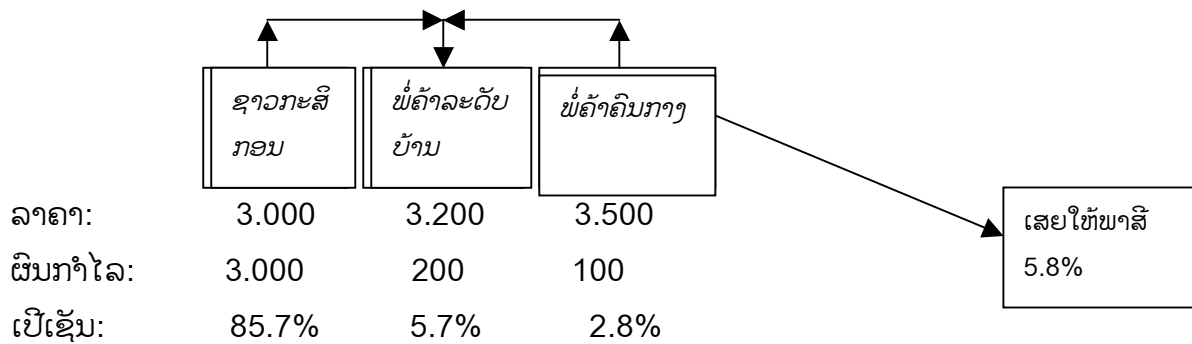 ຊາວກະສິ
ກອນ
ພໍ່ຄ້າລະດັບ
ບ້ານ
ພໍ່ຄ້າຄົນກາງ
ລາຄາ: 3.000 3.200 3.500
ຜົນກຳໄລ: 3.000 200 100
ເປີເຊັນ: 85.7% 5.7% 2.8%
ເສຍໃຫ້ພາສີ
5.8%